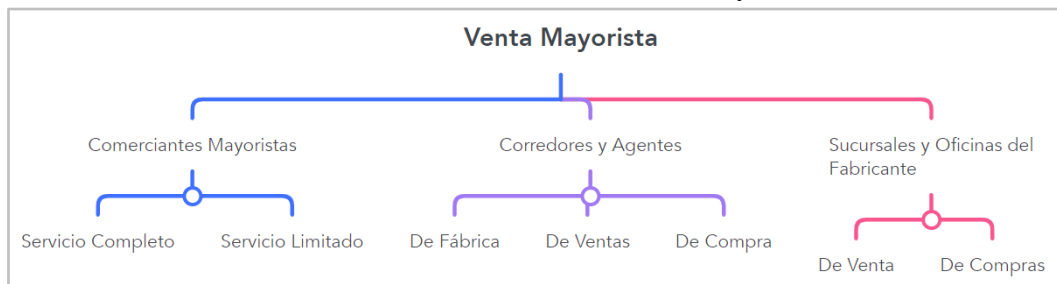 Venta Mayorista
Comerciantes Mayoristas
Corredores y Agentes
Sucursales y Oficinas del
Fabricante
Servicio Completo
Servicio Limitado
De Fábrica
De Ventas
De Compra
De Venta
De Compras